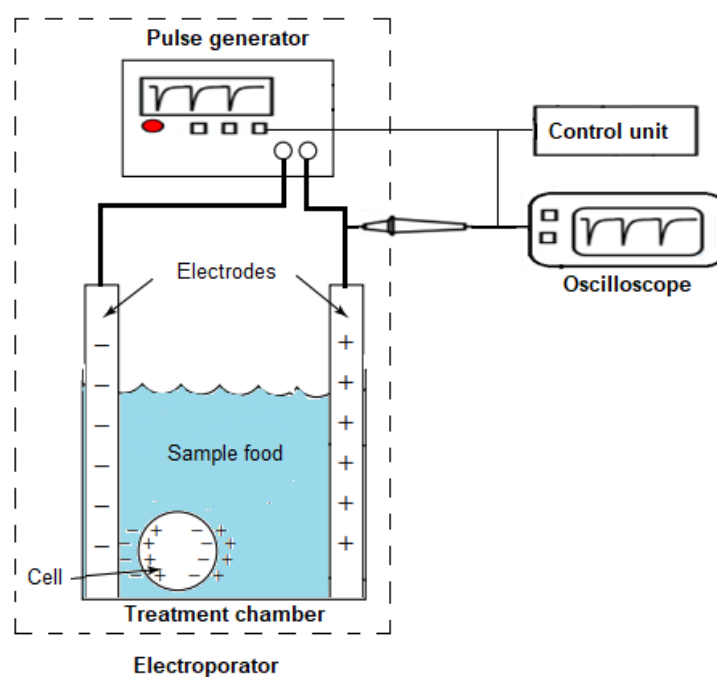 Pulse generator
Control unit
Oscilloscope
Electrodes
− +
− +
− +
Sample food
− +
− +
− +
− + − +
− + − +
− + − +
− + − +
Cell
Treatment chamber
Electroporator